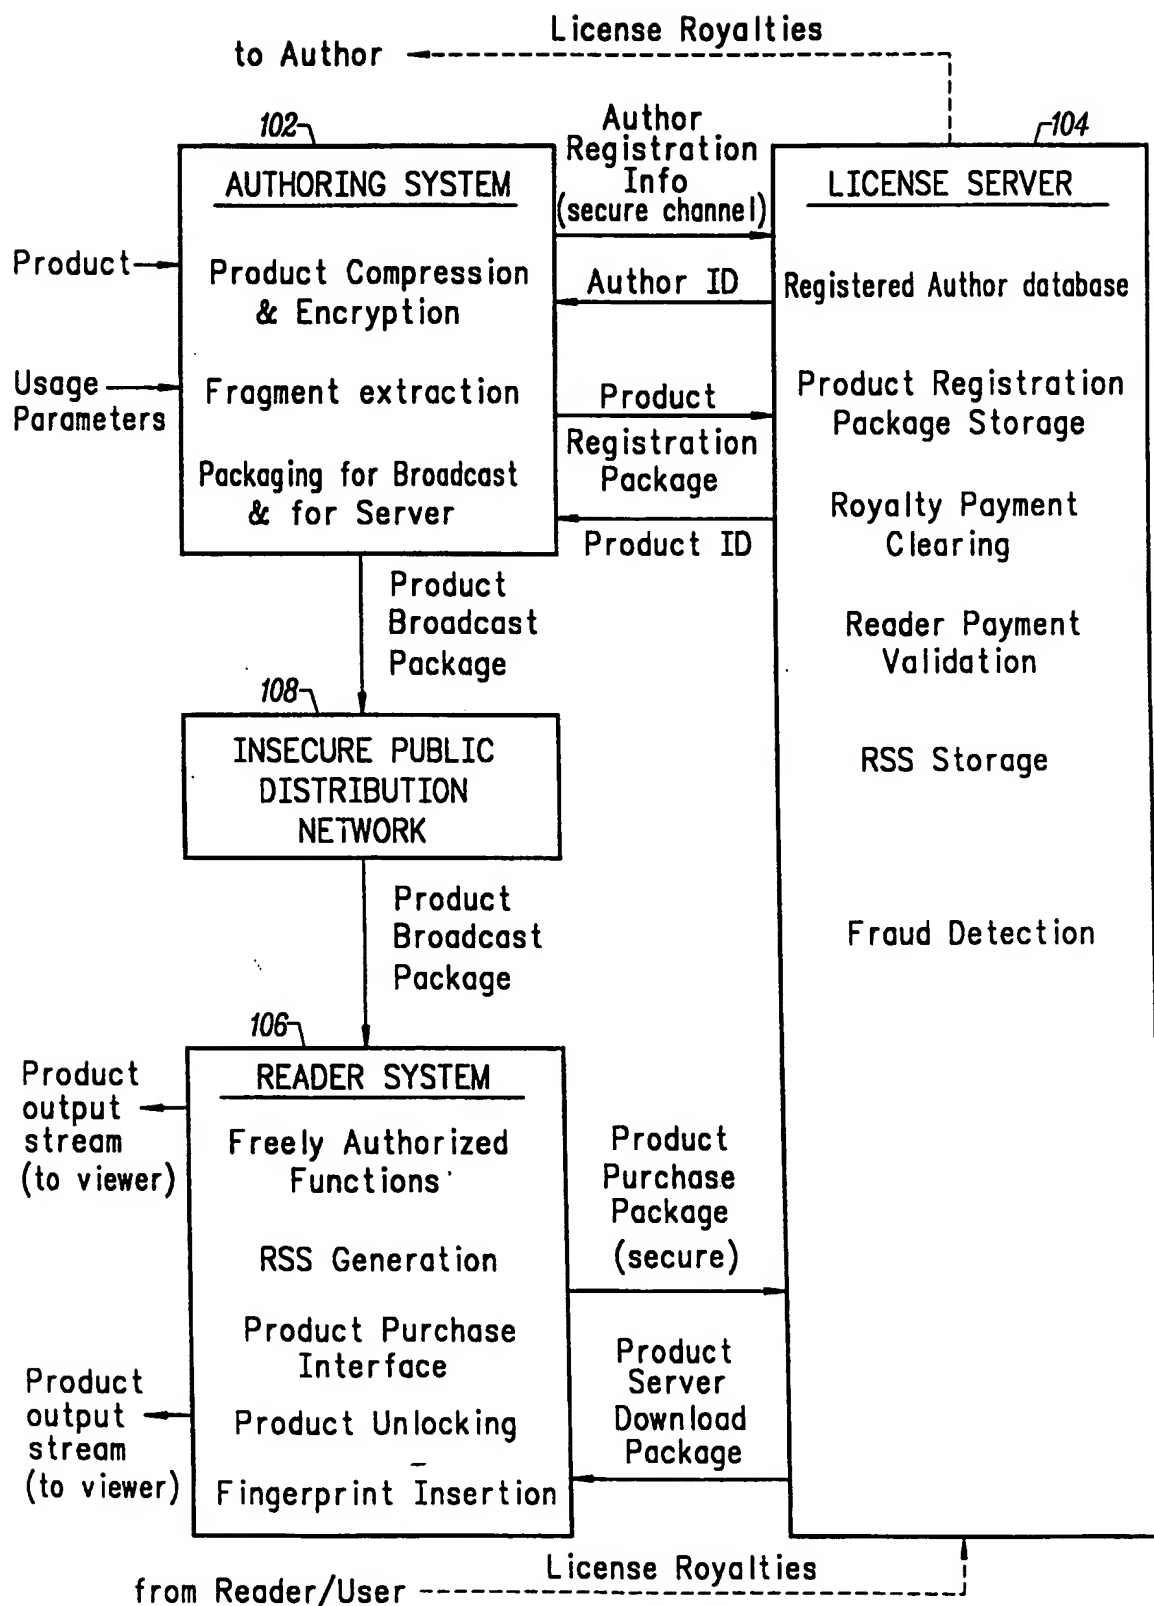 License Royalties
to Author
102
Author
Registration
Info
(secure channel)
104
AUTHORING SYSTEM
LICENSE SERVER
Product
Product Compression
& Encryption
Author ID
Registered Author database
Usage
Parameters
Fragment extraction
Product
Registration
Package
Product Registration
Package Storage
Packaging for Broadcast
& for Server
Product ID
Royalty Payment
Clearing
Product
Broadcast
Package
Reader Payment
Validation
108
INSECURE PUBLIC
DISTRIBUTION
NETWORK
RSS Storage
Product
Broadcast
Package
Fraud Detection
106
READER SYSTEM
Product
output
stream
(to viewer)
Freely Authorized
Functions
Product
Purchase
Package
(secure)
RSS Generation
Product Purchase
Interface
Product
Server
Download
Package
Product
output
stream
(to viewer)
Product Unlocking
Fingerprint Insertion
License Royalties
from Reader/User